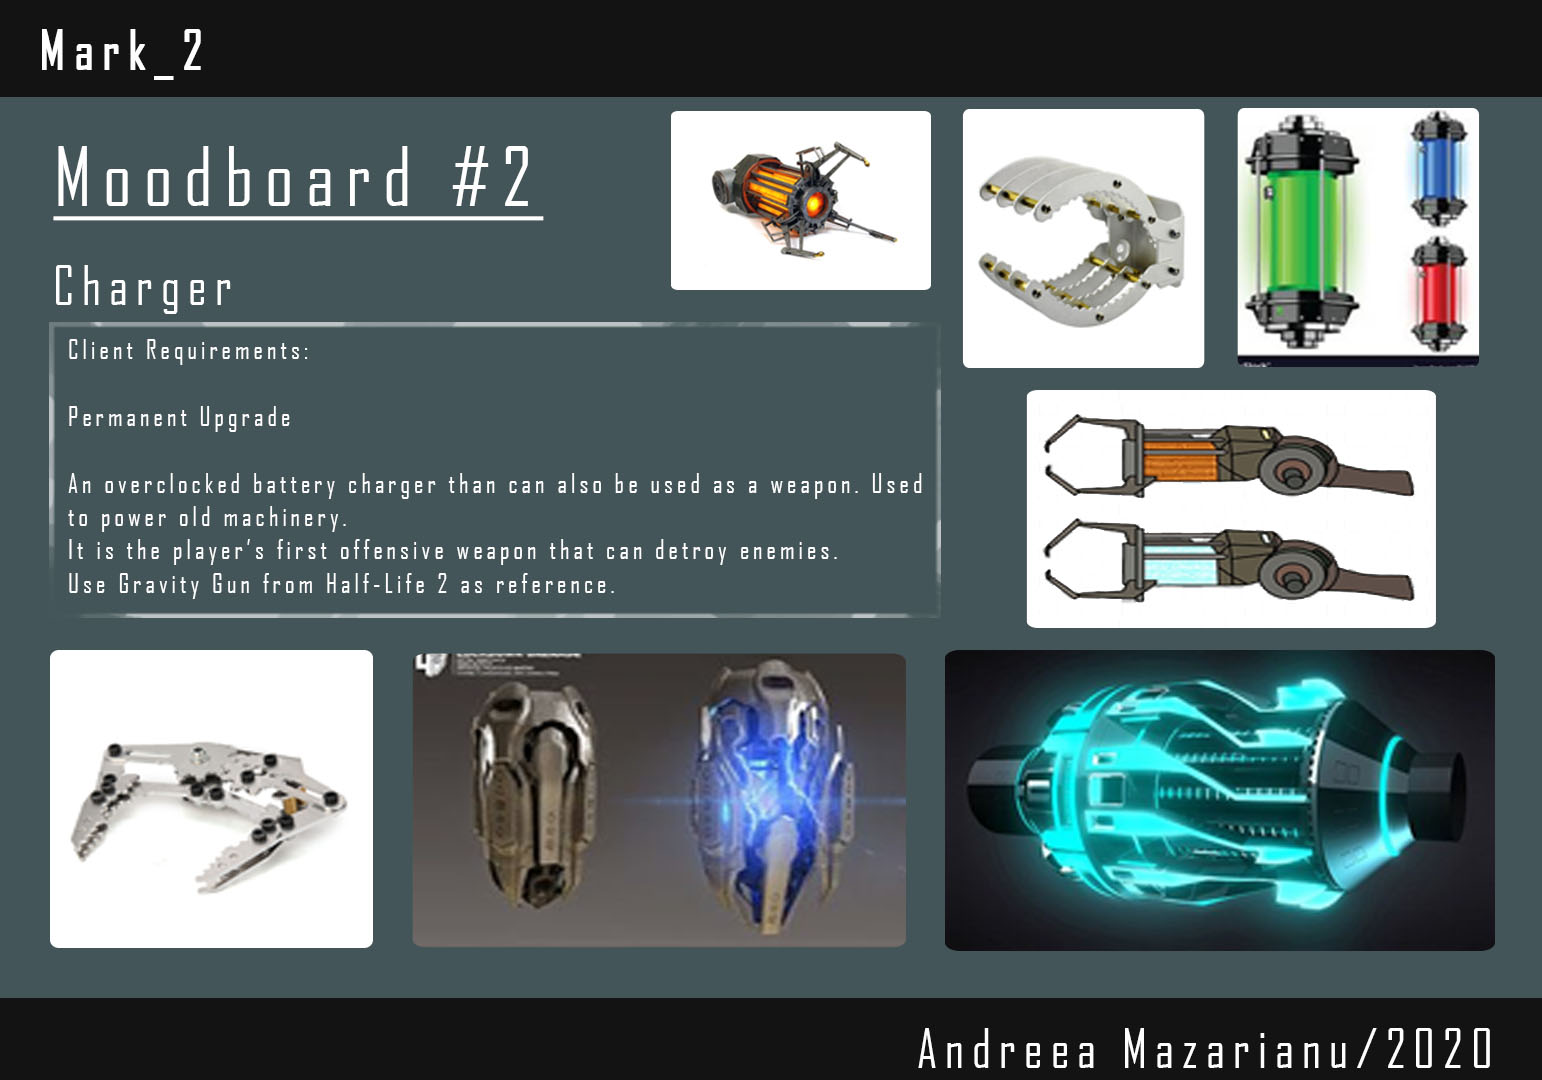 Mark_2
Moodboard #2
Charger
Client Requirements:
Permanent Upgrade
An overclocked battery charger than can also be used as a weapon. Used
to power old machinery.
It is the player's first offensive weapon that can detroy enemies.
Use Gravity Gun from Half-Life 2 as reference.
Andreea Mazarianu/2020